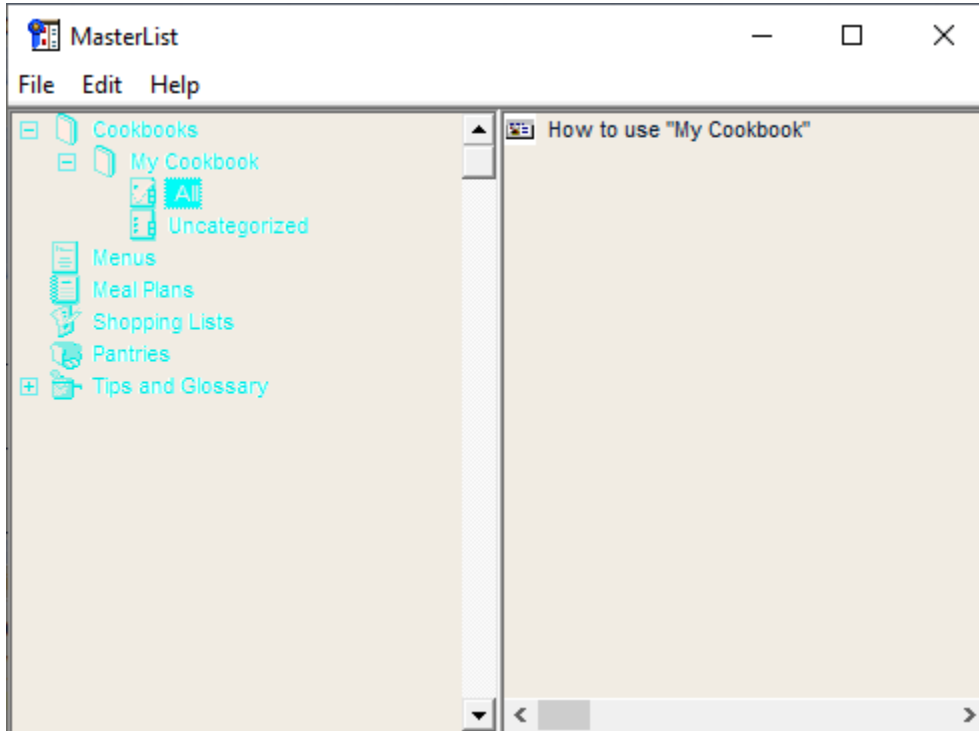 MasterList
File Edit Help
Cookbooks
My Cookbook
All
Uncategorized
Menus
Meal Plans
Shopping Lists
Pantries
Tips and Glossary
How to use "My Cookbook"